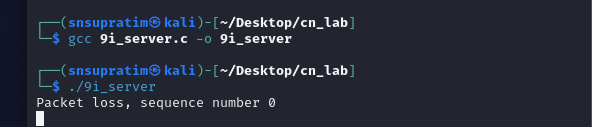 ┌──(snsupratim㉿kali)-[~/Desktop/cn_lab]
└─$ gcc 9i_server.c -o 9i_server
┌──(snsupratim㉿kali)-[~/Desktop/cn_lab]
└─$ ./9i_server
Packet loss, sequence number 0